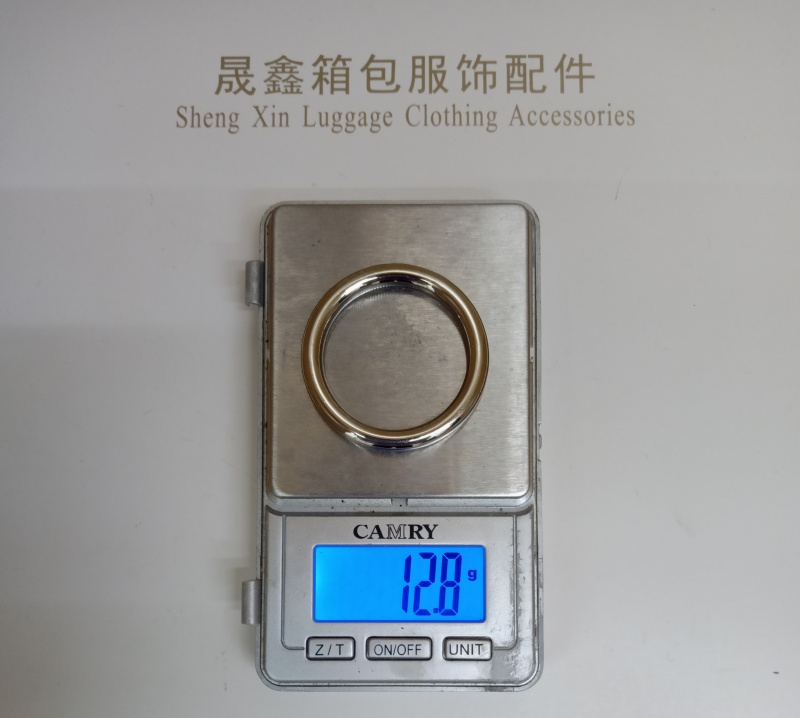 晟鑫箱包服饰配件
Sheng Xin Luggage Clothing Accessories
CAMRY
12.8 g
Z/T ON/OFF UNIT